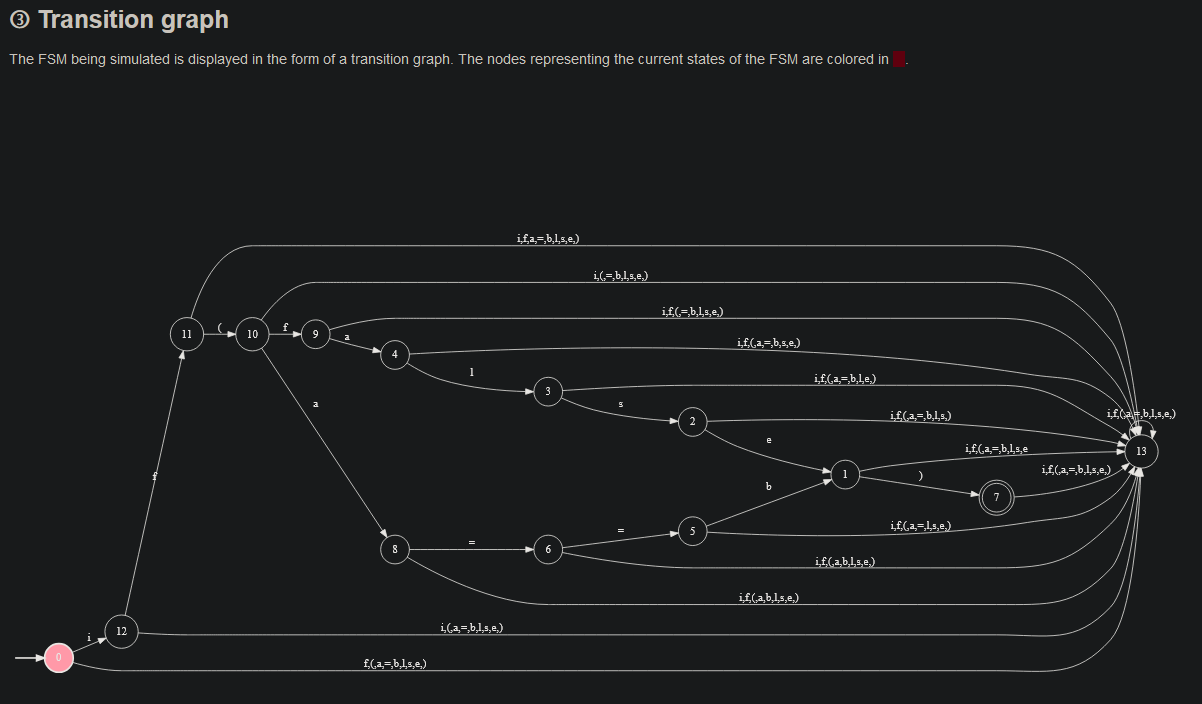 ③ Transition graph
The FSM being simulated is displayed in the form of a transition graph. The nodes representing the current states of the FSM are colored in .
i,f,a,=,b,l,s,e,)
i,(,=,b,l,s,e,)
i,f,(,=,b,l,s,e,)
11
(
10
f
9
a
i,f,(,a,=,b,s,e,)
4
l
i,f,(,a,=,b,l,e,)
3
s
a
i,f,(,a,=,b,l,s,e,)
i,f,(,a,=,b,l,s,)
2
e
i,f,(,a,=,b,l,s,e
13
f
b
1
)
i,f,(,a,=,b,l,s,e,)
7
=
5
i,f,(,a,=,l,s,e,)
8
=
6
i,f,(,a,b,l,s,e,)
i,f,(,a,b,l,s,e,)
i
12
i,(,a,=,b,l,s,e,)
0
f,(,a,=,b,l,s,e,)